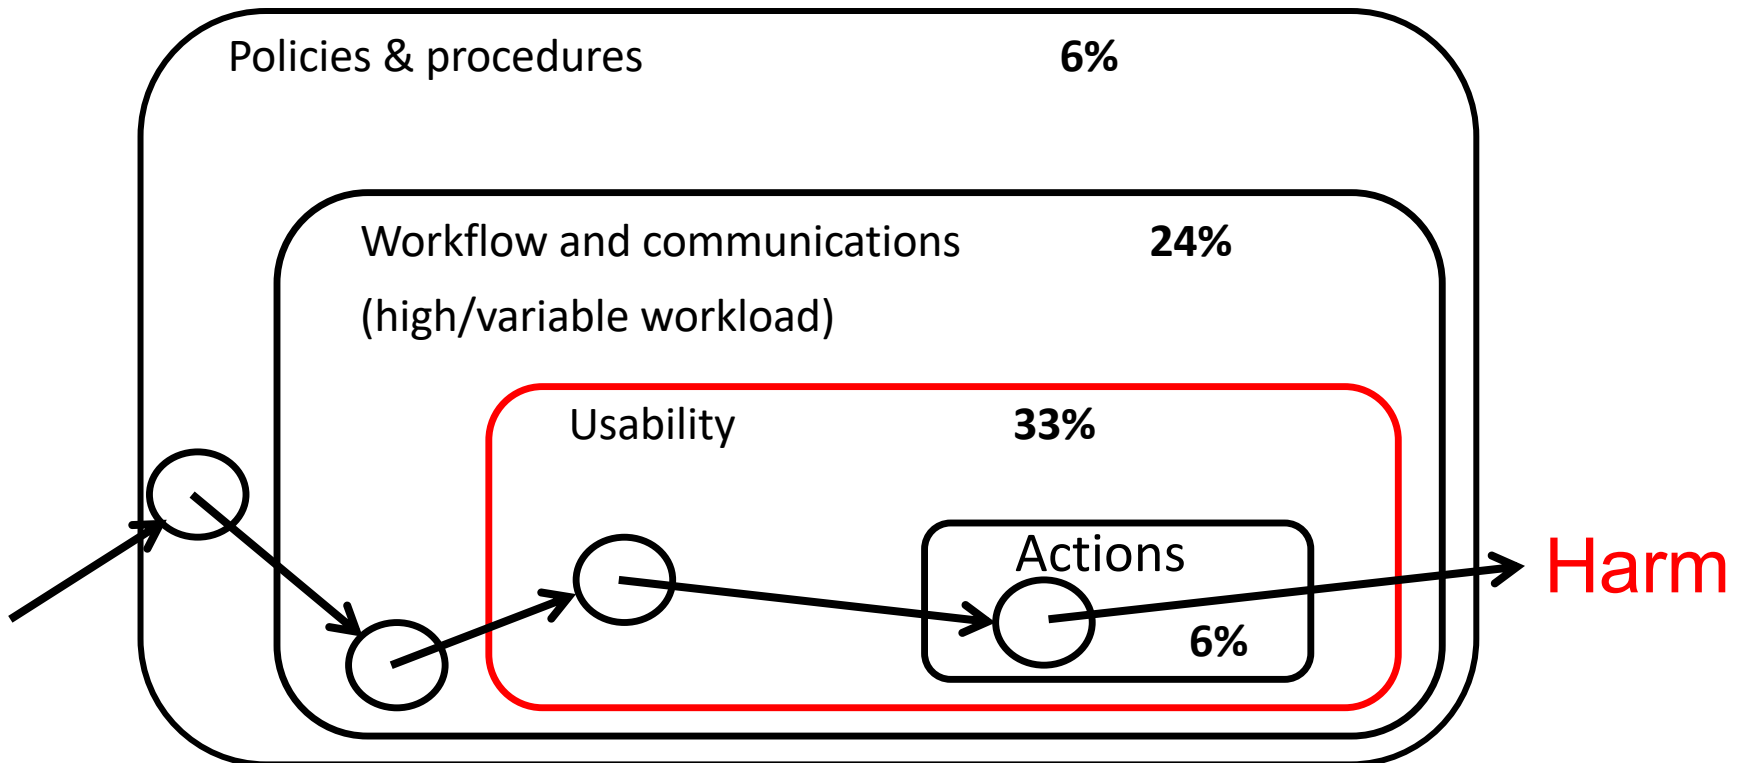 Policies & procedures 6%
Workflow and communications 24%
(high/variable workload)
Usability 33%
Actions
Harm
6%